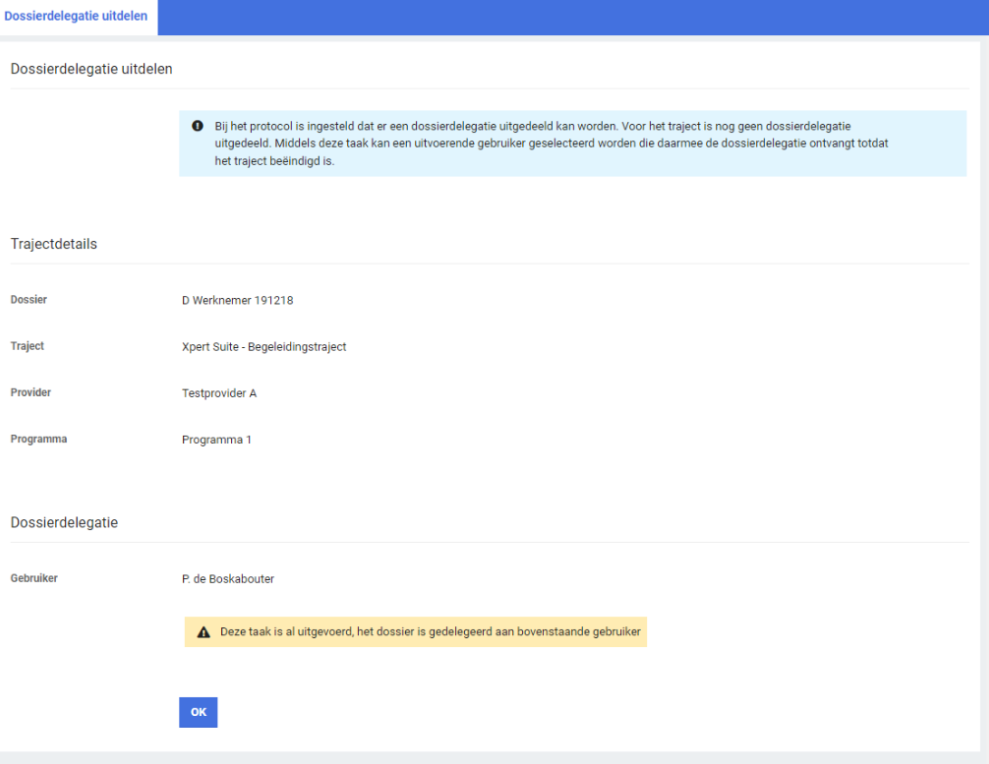 Dossierdelegatie uitdelen
Dossierdelegatie uitdelen
Bij het protocol is ingesteld dat er een dossierdelegatie uitgedeeld kan worden. Voor het traject is nog geen dossierdelegatie
uitgedeeld. Middels deze taak kan een uitvoerende gebruiker geselecteerd worden die daarmee de dossierdelegatie ontvangt totdat
het traject beëindigd is.
Trajectdetails
Dossier D Werknemer 191218
Traject Xpert Suite - Begeleidingstraject
Provider Testprovider A
Programma Programma 1
Dossierdelegatie
Gebruiker P. de Boskabouter
Deze taak is al uitgevoerd, het dossier is gedelegeerd aan bovenstaande gebruiker
OK